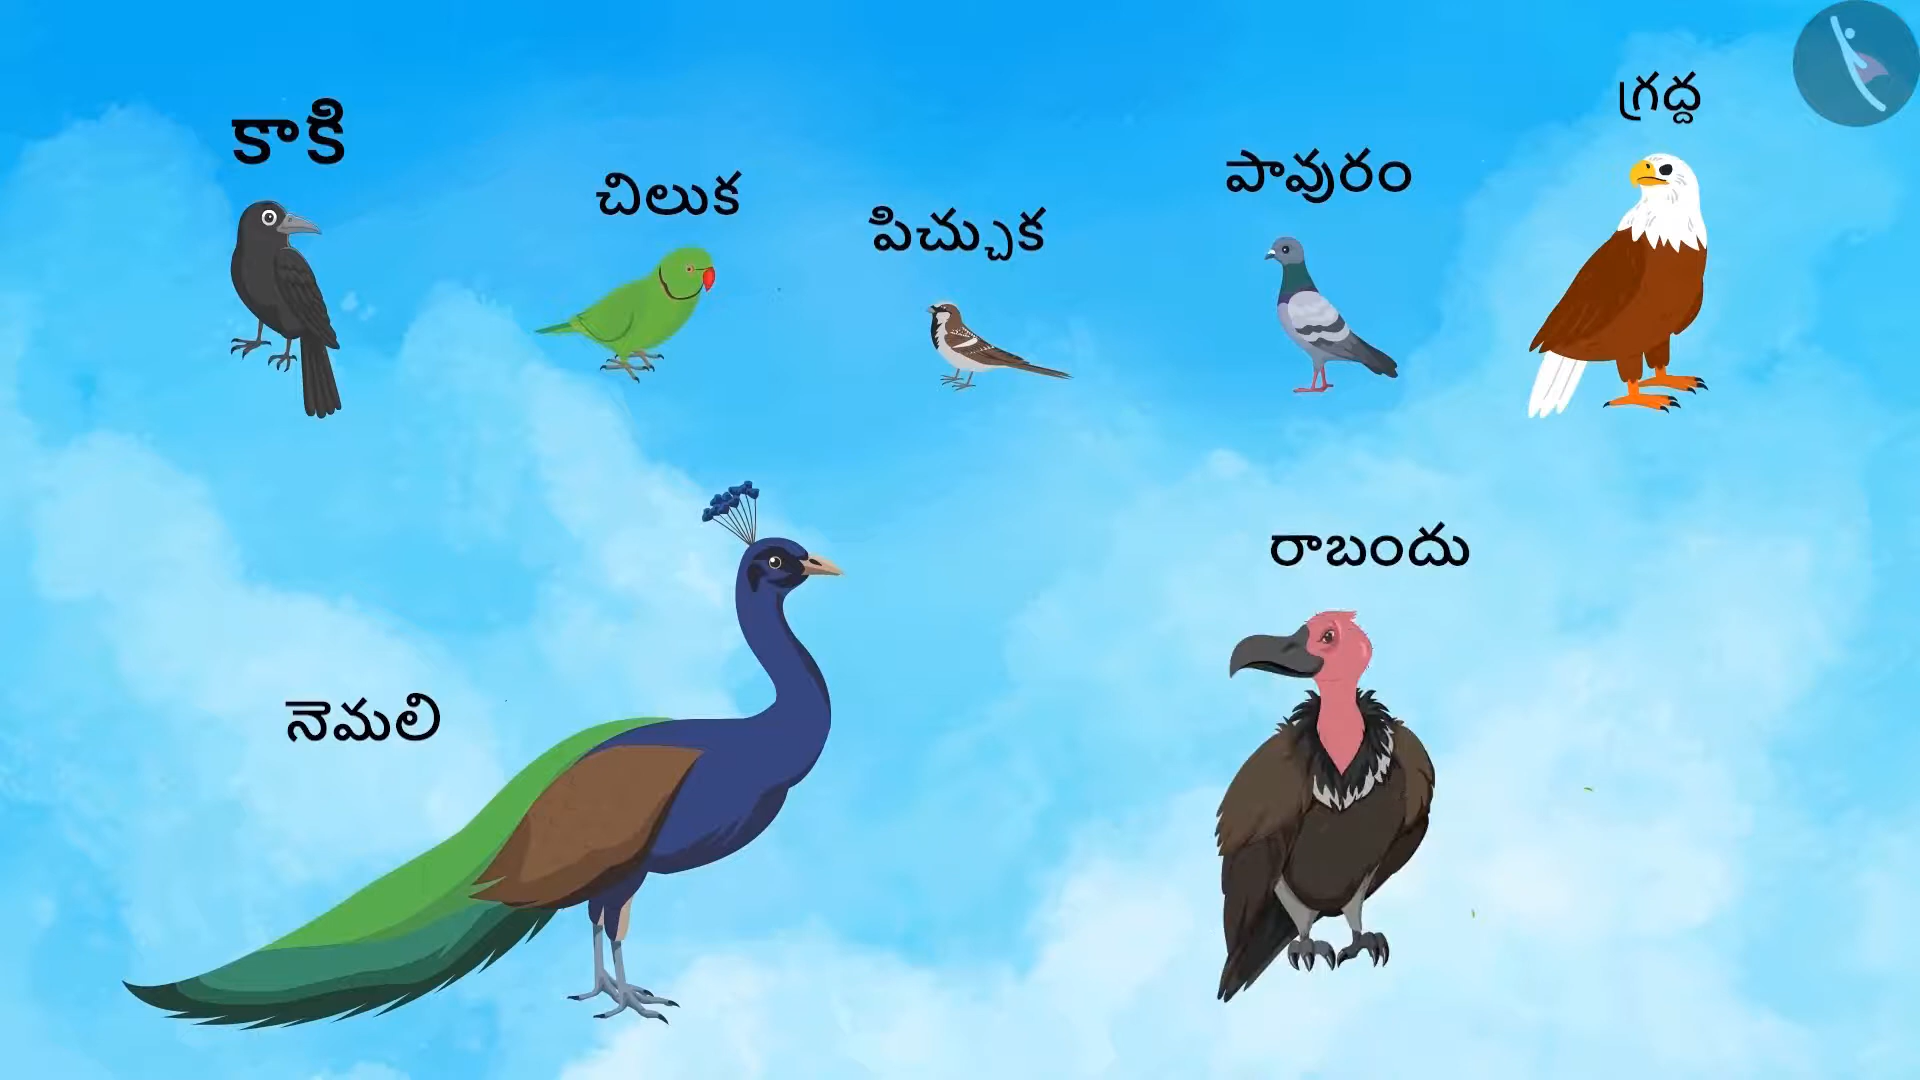 కాకి
చిలుక
పిచ్చుక
పావురం
గ్రద్ద
నెమలి
రాబందు